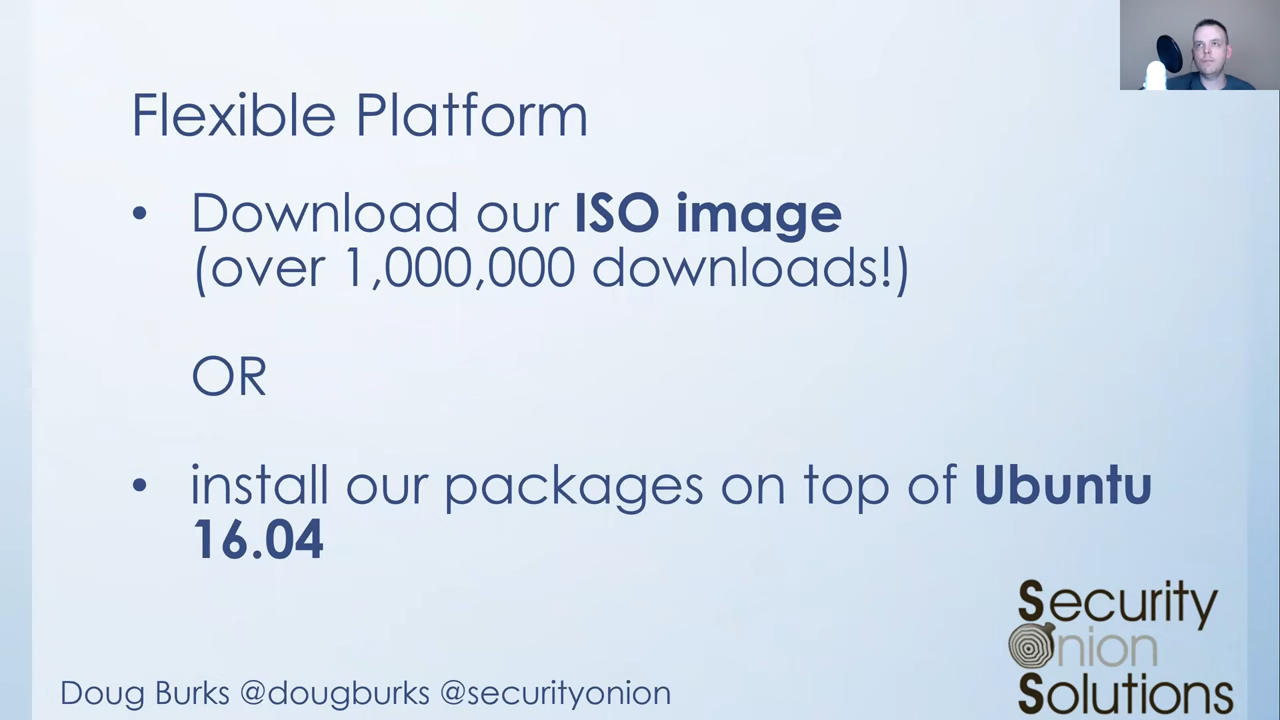 Flexible Platform
• Download our ISO image
(over 1,000,000 downloads!)
OR
• install our packages on top of Ubuntu
16.04
Security
Onion
Solutions
Doug Burks @dougburks @securityonion